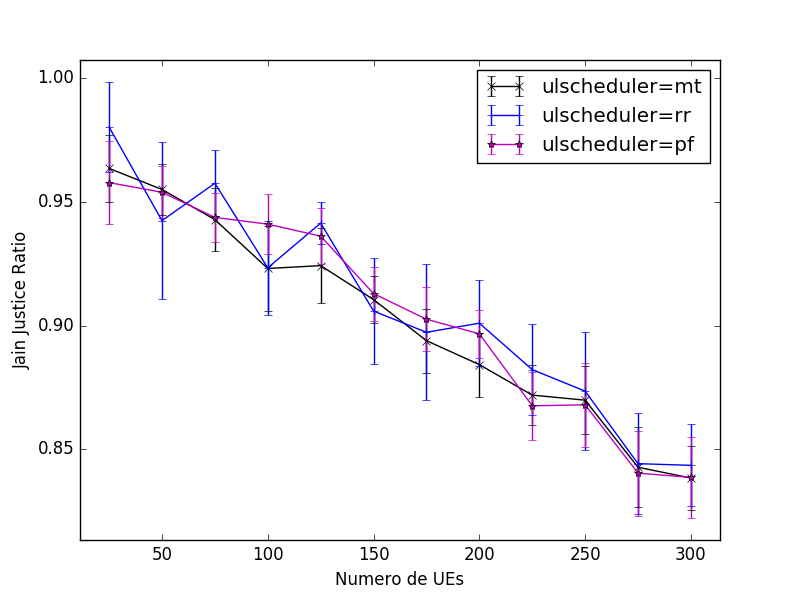 1.00
0.95
0.90
0.85
Jain Justice Ratio
ulscheduler=mt
ulscheduler=rr
ulscheduler=pf
50 100 150 200 250 300
Numero de UEs